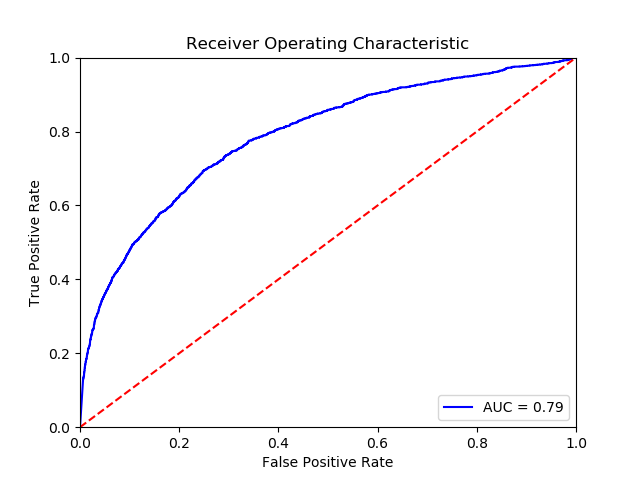 Receiver Operating Characteristic
1.0
0.8
0.6
0.4
0.2
0.0
True Positive Rate
AUC = 0.79
0.0 0.2 0.4 0.6 0.8 1.0
False Positive Rate